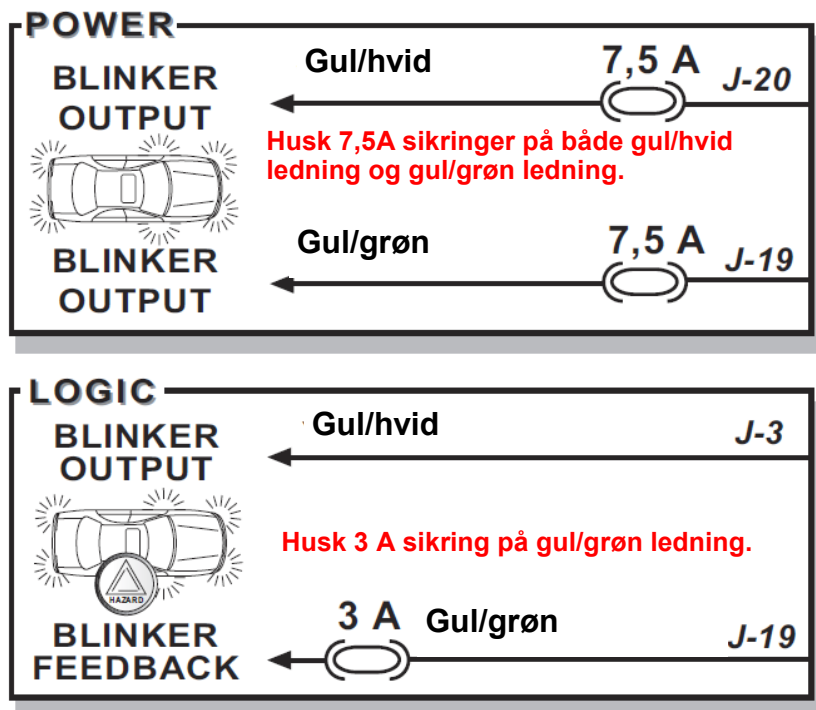 POWER
BLINKER
OUTPUT
Gul/hvid
7,5 A
J-20
Husk 7,5A sikringer på både gul/hvid
ledning og gul/grøn ledning.
BLINKER
OUTPUT
Gul/grøn
7,5 A
J-19
LOGIC
BLINKER
OUTPUT
Gul/hvid
J-3
Husk 3 A sikring på gul/grøn ledning.
HAZARD
BLINKER
FEEDBACK
3 A
Gul/grøn
J-19